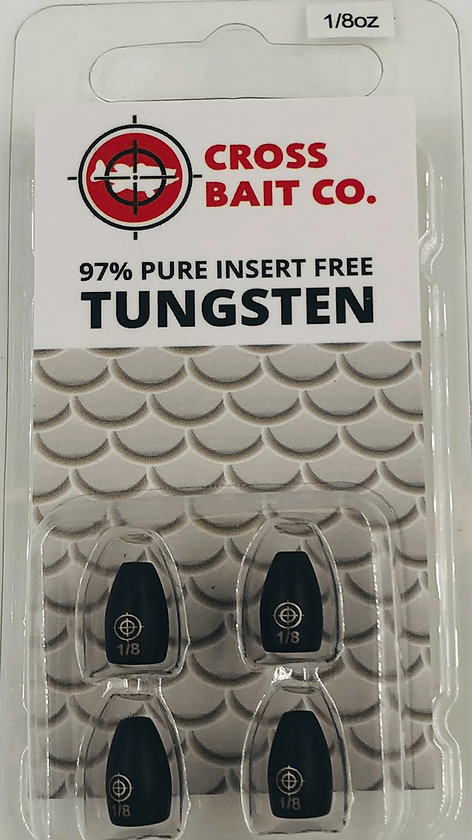 1/8oz
CROSS
BAIT CO.
97% PURE INSERT FREE
TUNGSTEN
1/8
1/8
1/8
1/8